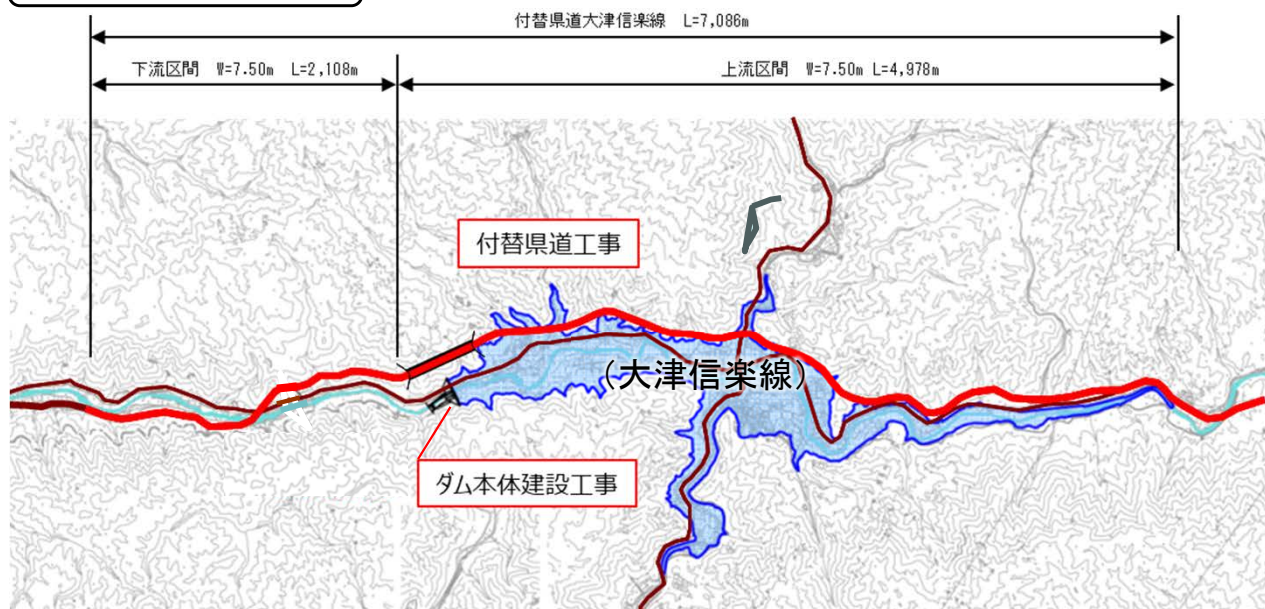 付替県道大津信楽線 L=7,086m
下流区間 W=7.50m L=2,108m
上流区間 W=7.50m L=4,978m
付替県道工事
(大津信楽線)
ダム本体建設工事